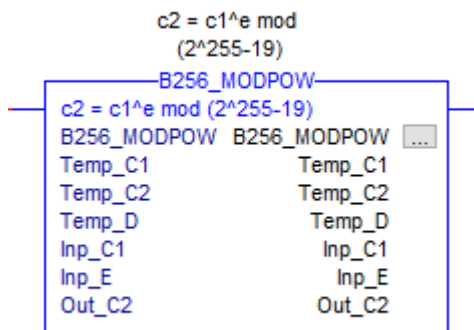 c2 = c1^e mod
(2^255-19)
B256_MODPOW
c2 = c1^e mod (2^255-19)
B256_MODPOW B256_MODPOW ...
Temp_C1 Temp_C1
Temp_C2 Temp_C2
Temp_D Temp_D
Inp_C1 Inp_C1
Inp_E Inp_E
Out_C2 Out_C2